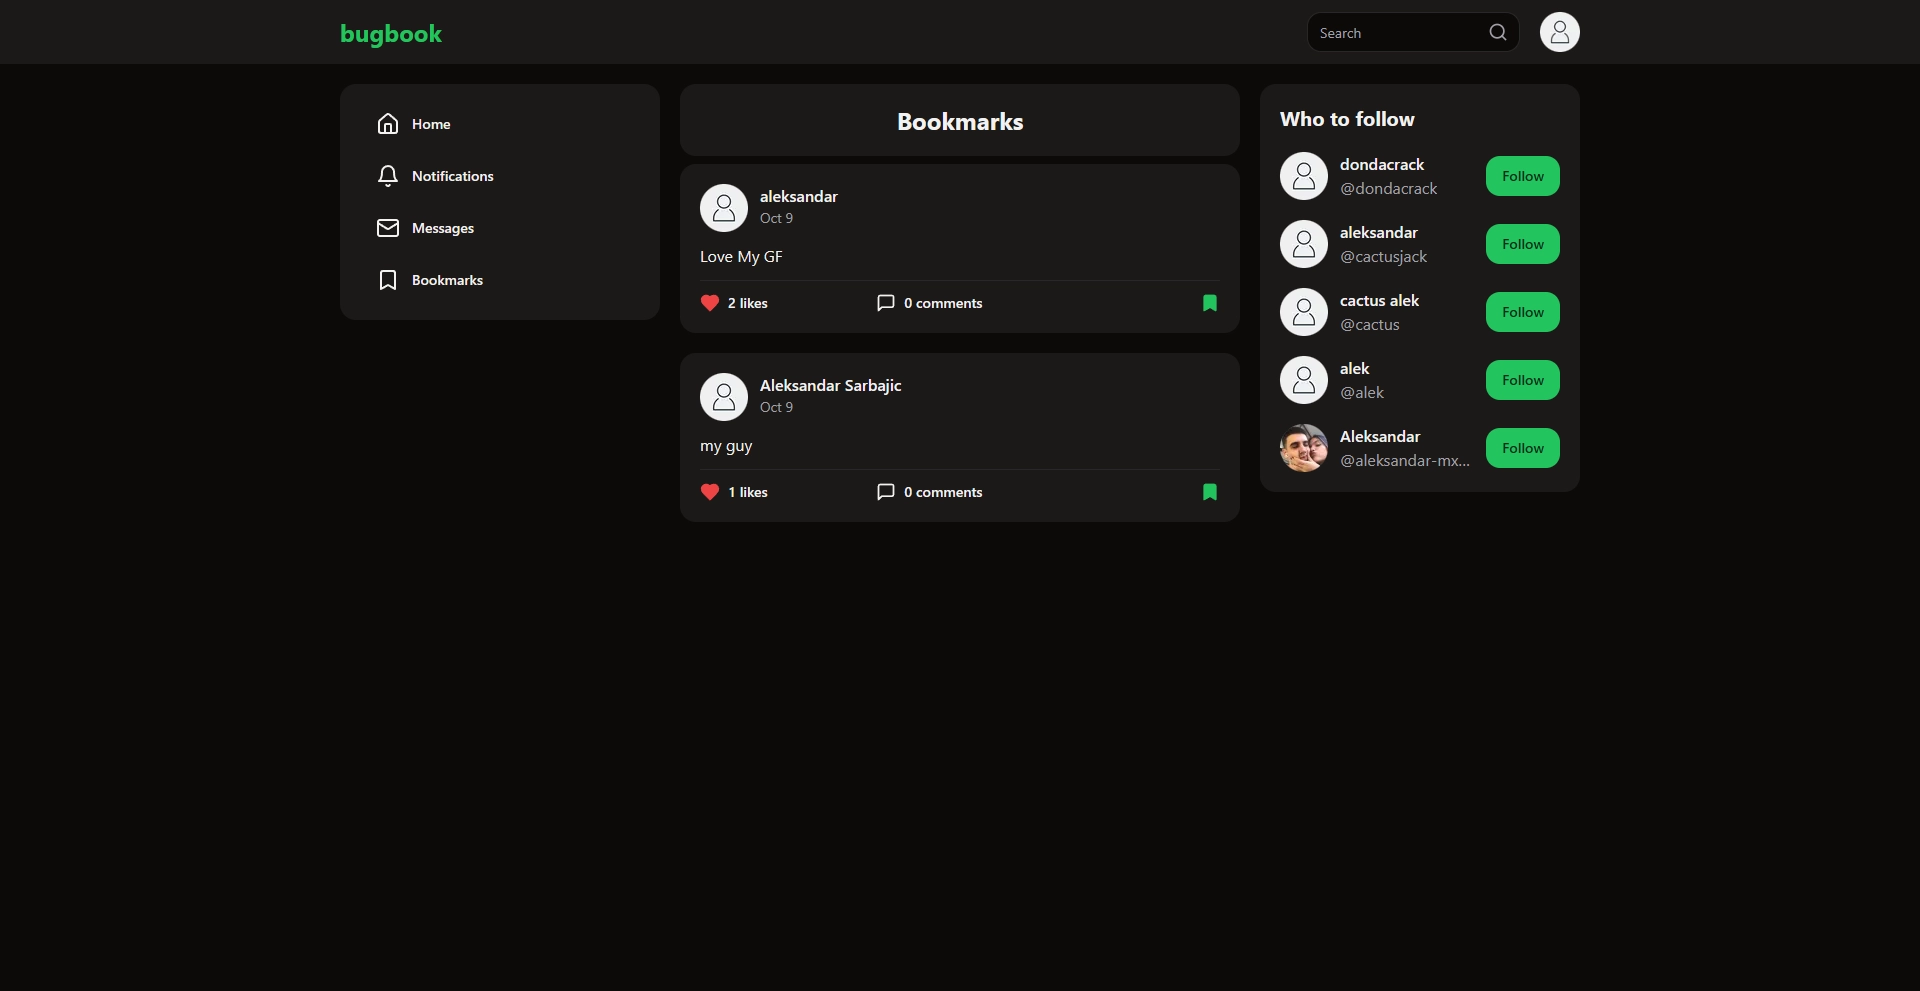 bugbook
Search
Home
Notifications
Messages
Bookmarks
Bookmarks
aleksandar
Oct 9
Love My GF
2 likes
0 comments
Aleksandar Sarbajic
Oct 9
my guy
1 likes
0 comments
Who to follow
dondacrack
@dondacrack
Follow
aleksandar
@cactusjack
Follow
cactus alek
@cactus
Follow
alek
@alek
Follow
Aleksandar
@aleksandar-mx...
Follow